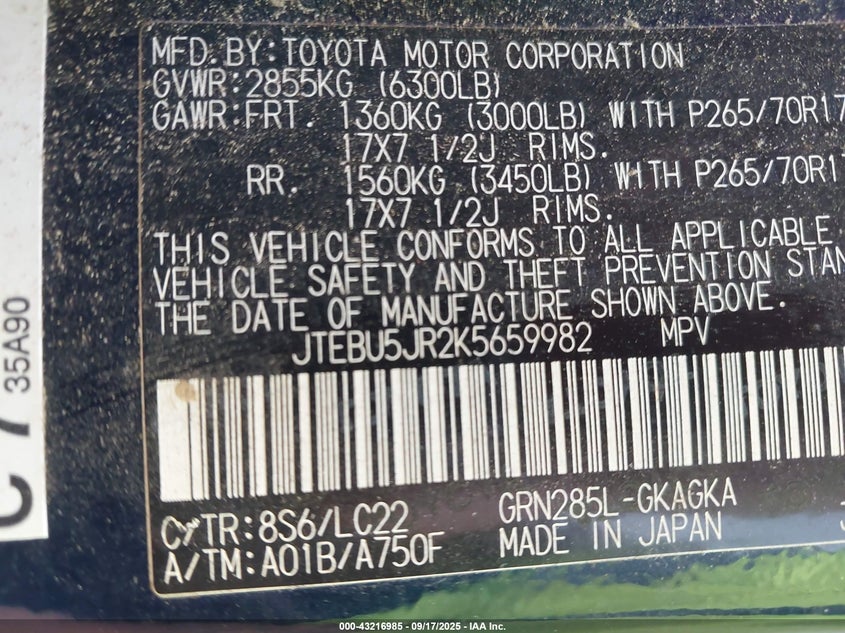 MFD.BY:TOYOTA MOTOR CORPORATION
GVWR:2855KG (6300LB)
GAWR:FRT. 1360KG (3000LB) WITH P265/70R17
17X7 1/2J RIMS.
RR. 1560KG (3450LB) WITH P265/70R17
17X7 1/2J RIMS.
THIS VEHICLE CONFORMS TO ALL APPLICABLE
VEHICLE SAFETY AND THEFT PREVENTION STAN
THE DATE OF MANUFACTURE SHOWN ABOVE.
JTEBU5JR2K5659982 MPV
C/TR:8S6/LC22 GRN285L-GKAGKA
A/TM:A01B/A750F MADE IN JAPAN
35A90
000-43216985 - 09/17/2025 - IAA Inc.